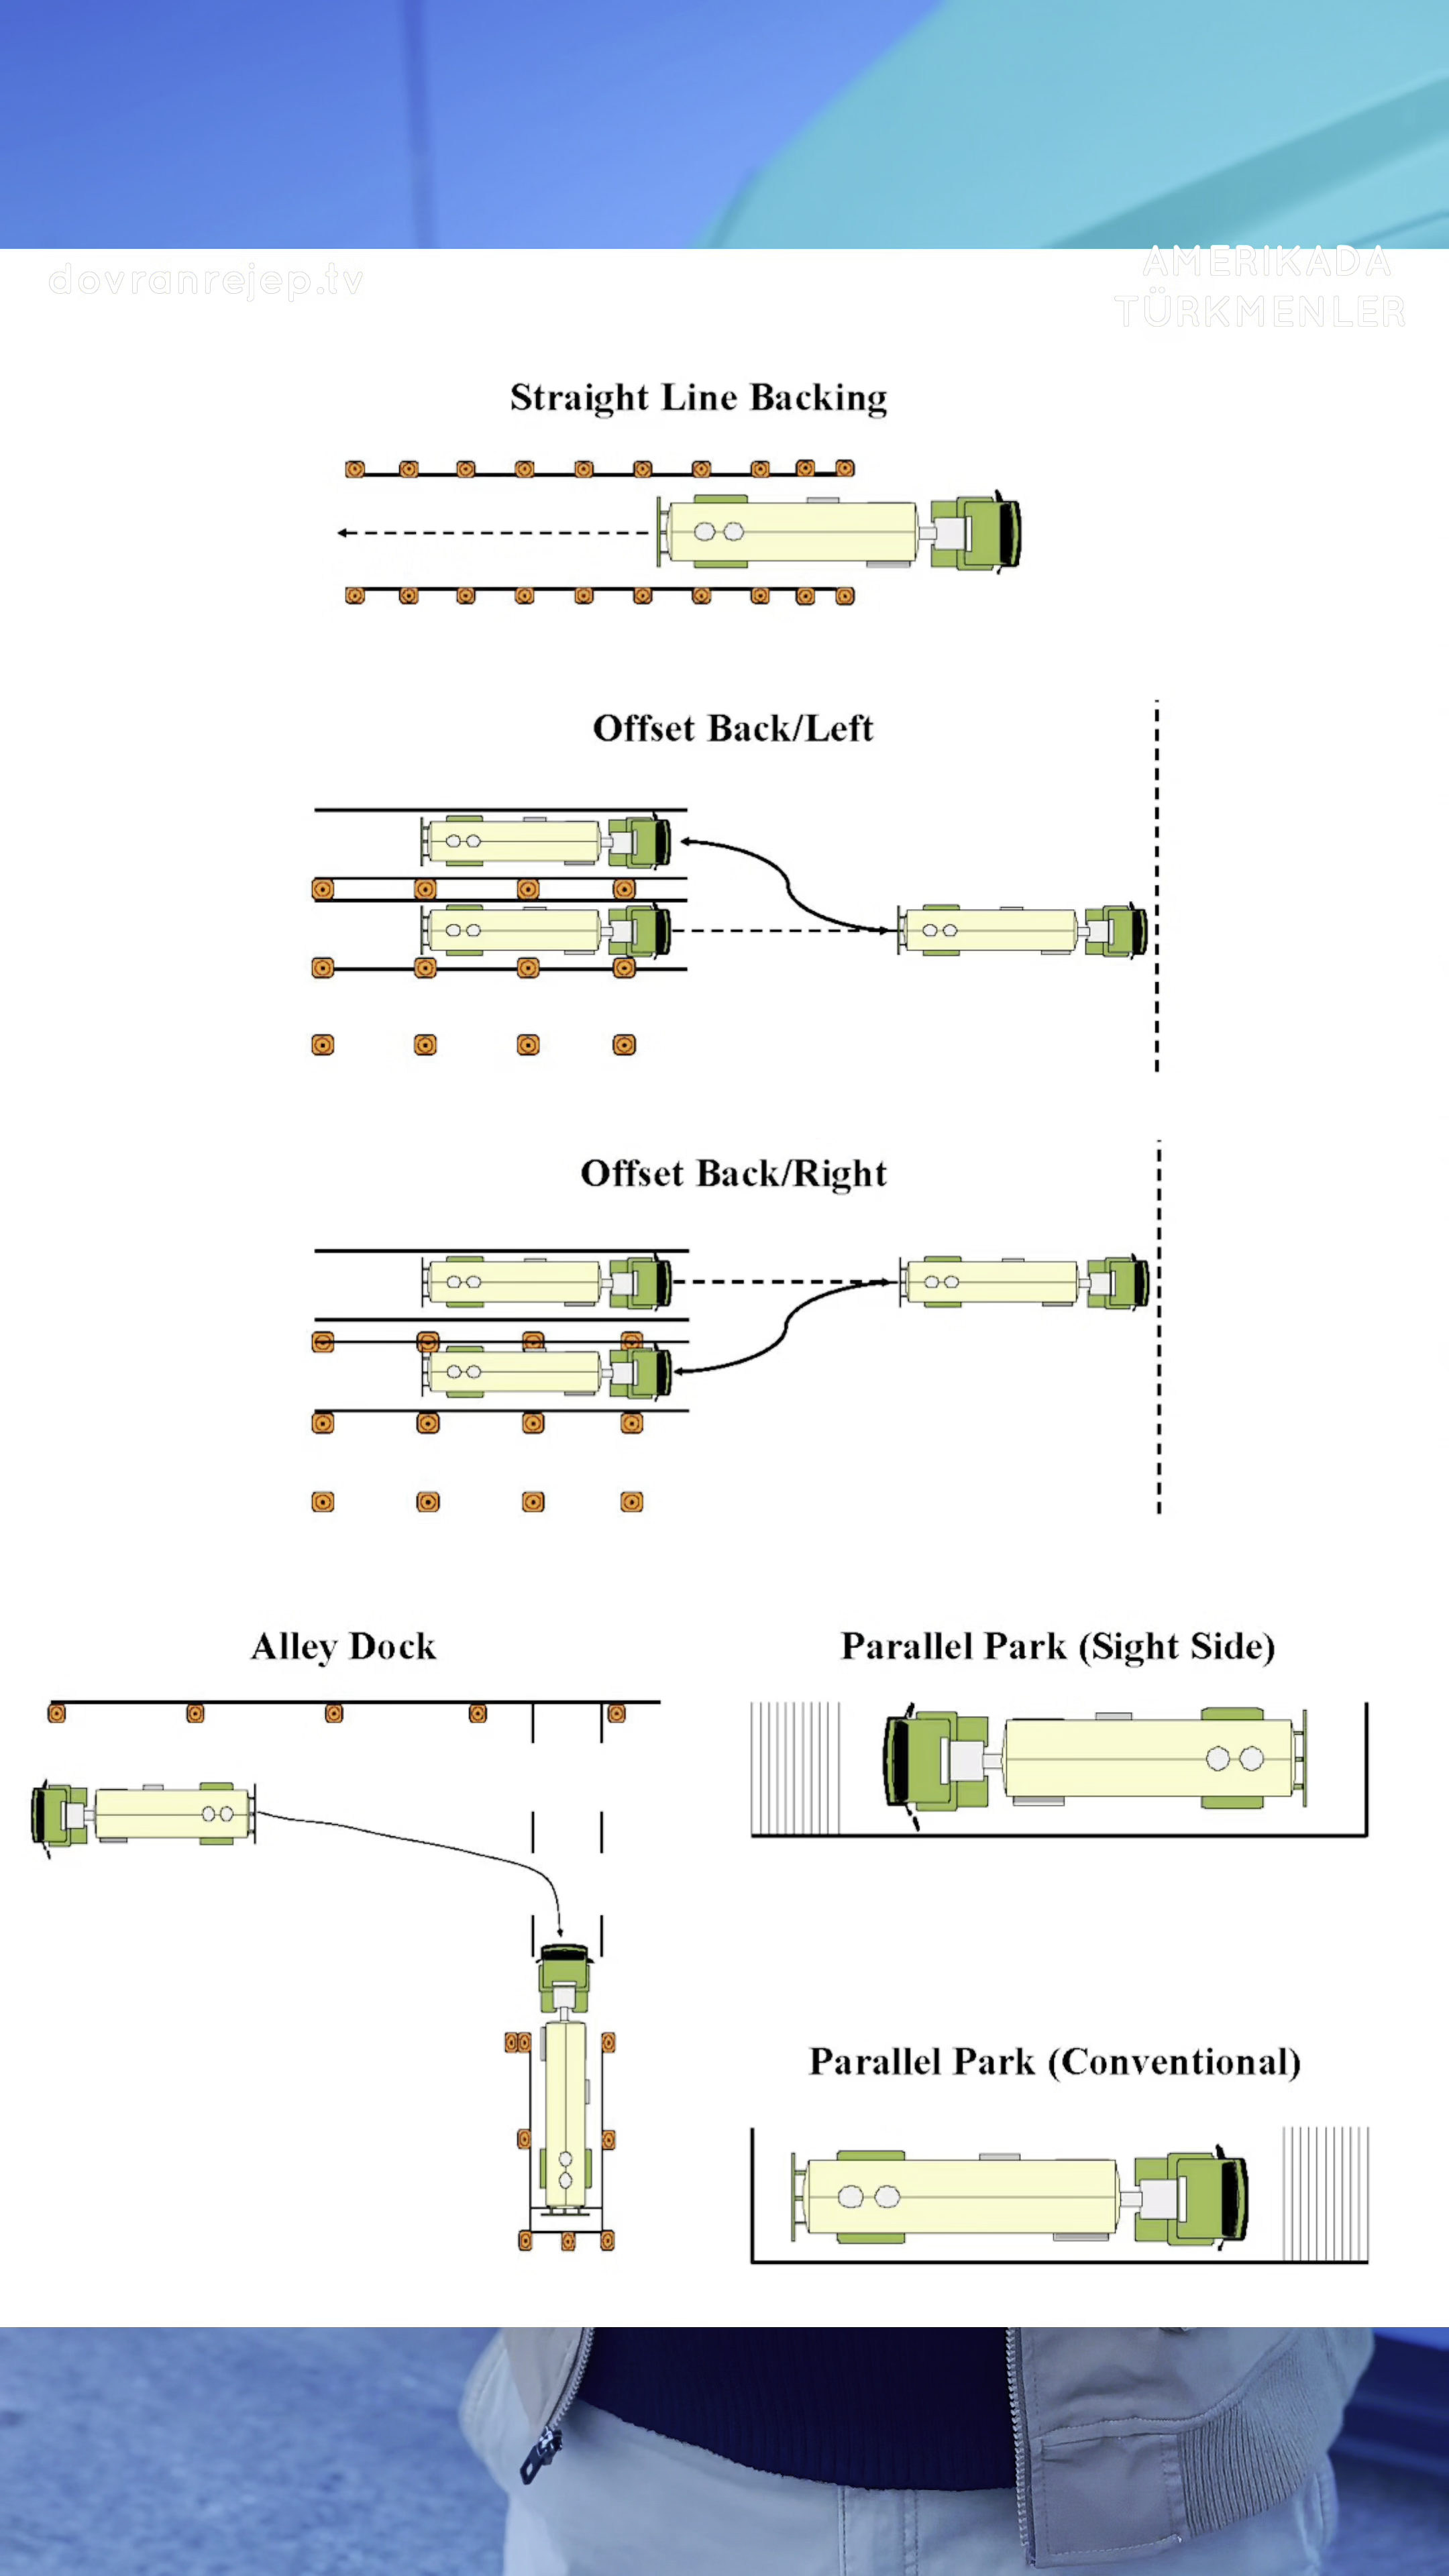 dovranrejep.tv
AMERIKADA
TÜRKMENLER
Straight Line Backing
Offset Back/Left
Offset Back/Right
Alley Dock
Parallel Park (Sight Side)
Parallel Park (Conventional)